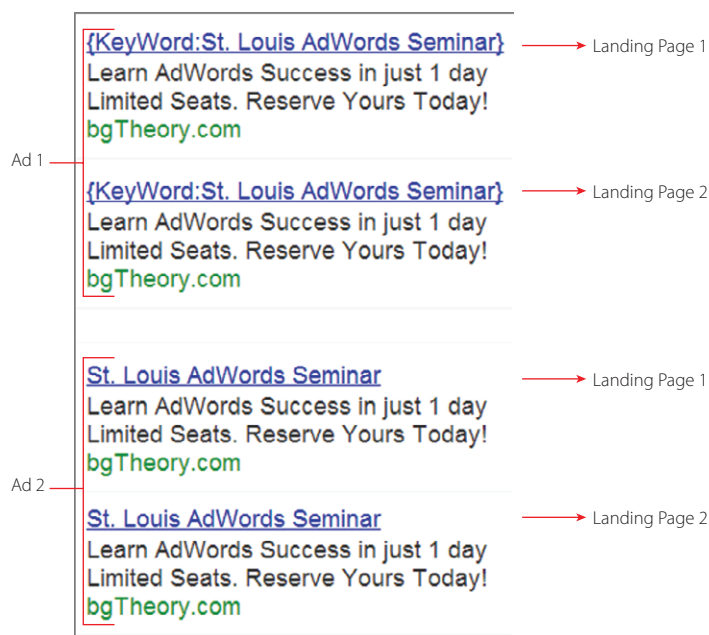 {KeyWord:St. Louis AdWords Seminar}
Landing Page 1
Learn AdWords Success in just 1 day
Limited Seats. Reserve Yours Today!
bgTheory.com
Ad 1
{KeyWord:St. Louis AdWords Seminar}
Landing Page 2
Learn AdWords Success in just 1 day
Limited Seats. Reserve Yours Today!
bgTheory.com
St. Louis AdWords Seminar
Landing Page 1
Learn AdWords Success in just 1 day
Limited Seats. Reserve Yours Today!
bgTheory.com
Ad 2
St. Louis AdWords Seminar
Landing Page 2
Learn AdWords Success in just 1 day
Limited Seats. Reserve Yours Today!
bgTheory.com